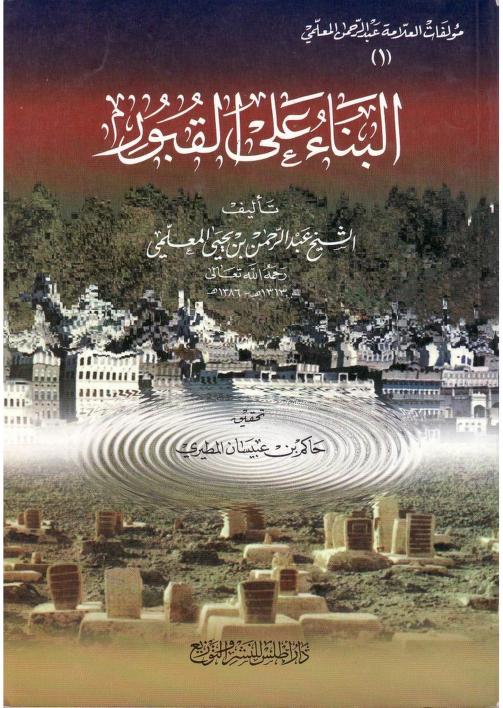 مؤلفات العلامة عبد الرحمن المعلمي
(١)
البناء على القبور
تأليف
الشيخ عبد الرحمن بن يحيى المعلمي
رحمه الله تعالى
١٣١٣هـ - ١٣٨٦هـ
تحقيق
حاكم بن عبيسان المطيري
دار اطلس للنشر والتوزيع